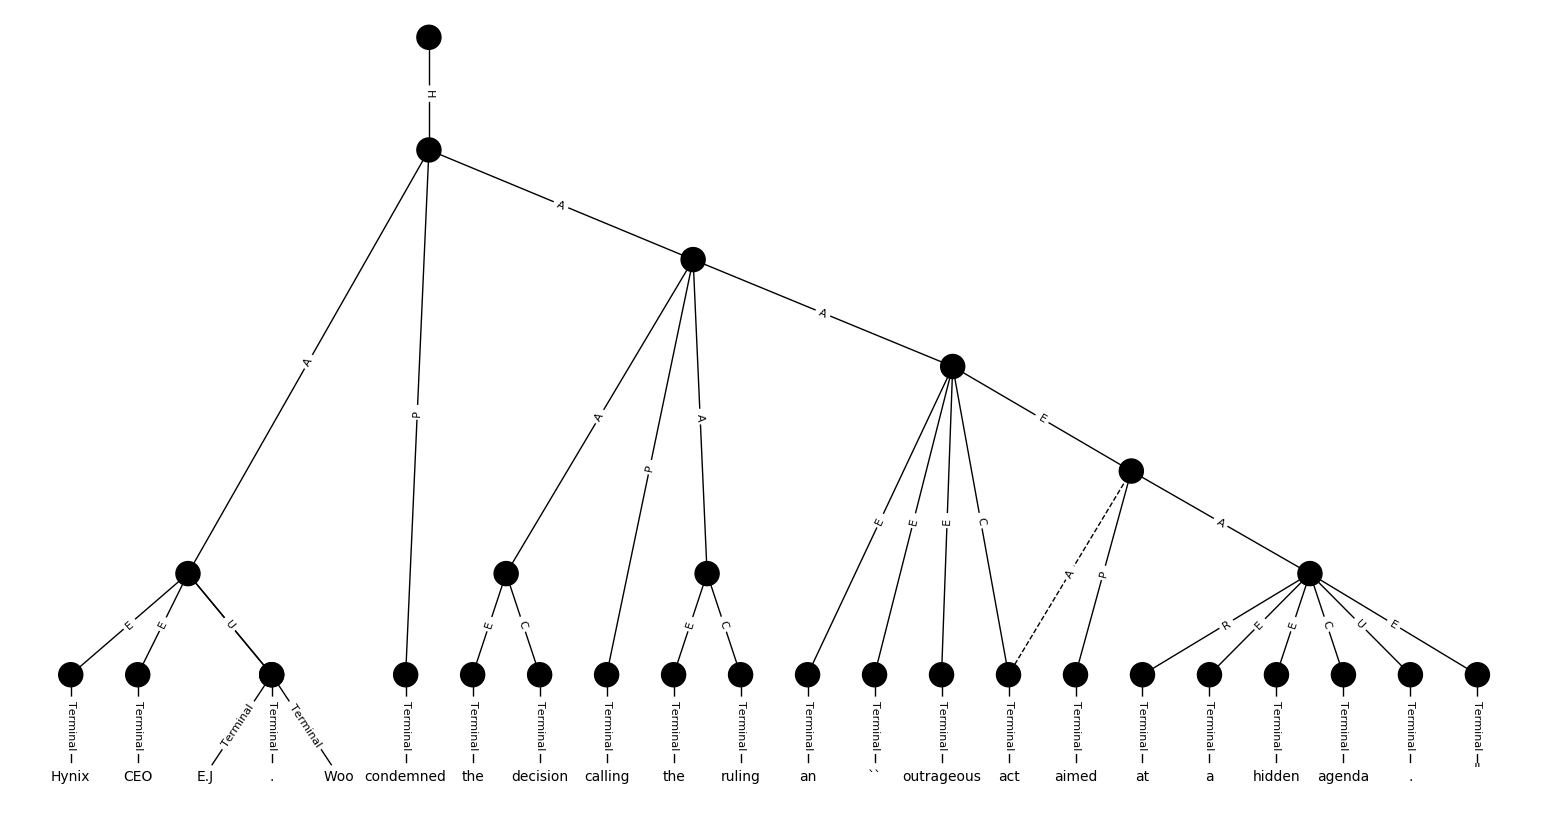 H
A
A
A
A
P
E
A
P
A
P
E
E
E
C
A
A
P
E
E
U
E
C
E
C
R
E
E
C
U
E
Terminal Terminal Terminal Terminal Terminal Terminal Terminal Terminal Terminal Terminal Terminal Terminal Terminal Terminal Terminal Terminal Terminal Terminal Terminal Terminal Terminal Terminal
Hynix CEO E.J . Woo condemned the decision calling the ruling an `` outrageous act aimed at a hidden agenda . "